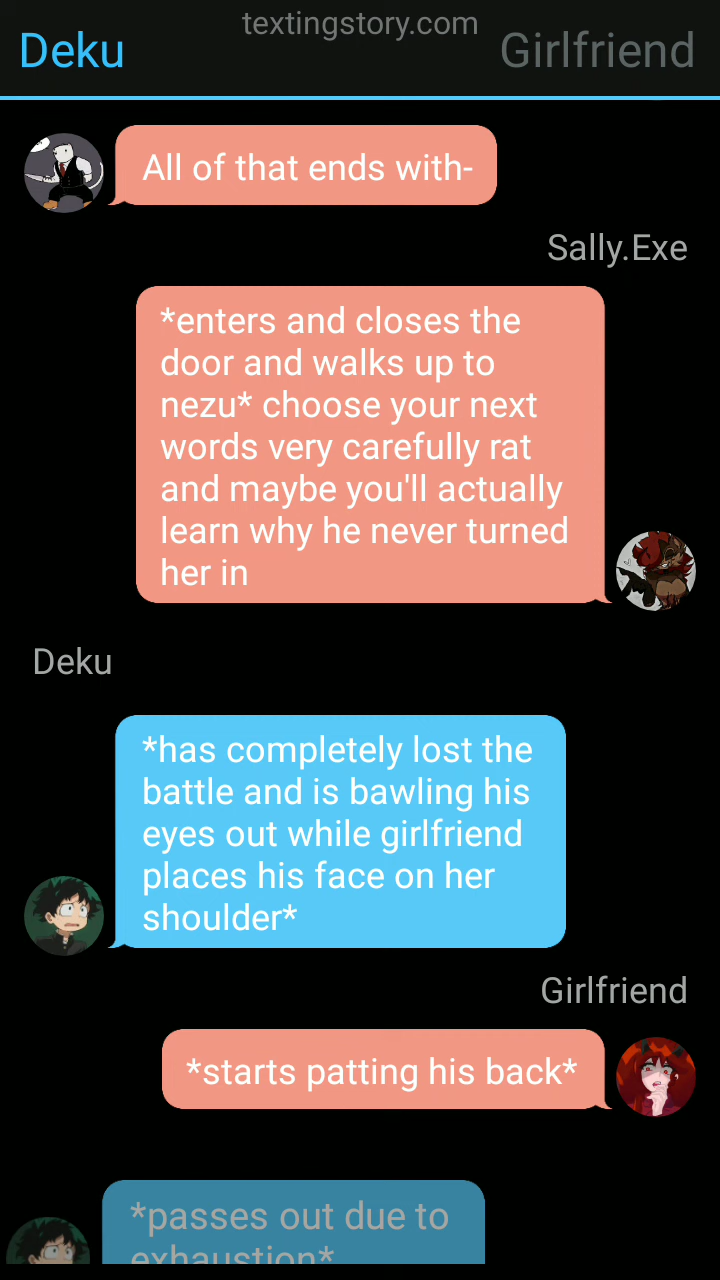 textingstory.com
Deku
Girlfriend
All of that ends with-
Sally.Exe
*enters and closes the
door and walks up to
nezu* choose your next
words very carefully rat
and maybe you'll actually
learn why he never turned
her in
Deku
*has completely lost the
battle and is bawling his
eyes out while girlfriend
places his face on her
shoulder*
Girlfriend
*starts patting his back*
*passes out due to
exhaustion*